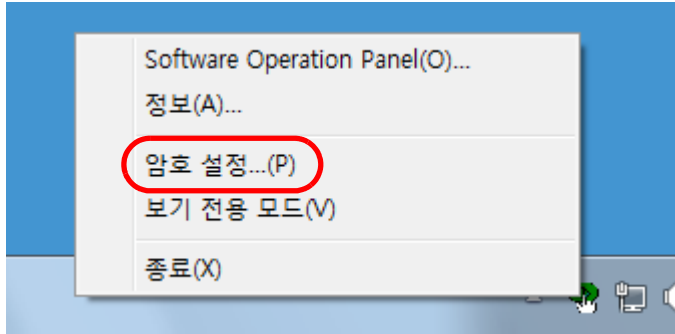 Software Operation Panel(O)...
정보(A)...
암호 설정...(P)
보기 전용 모드(V)
종료(X)